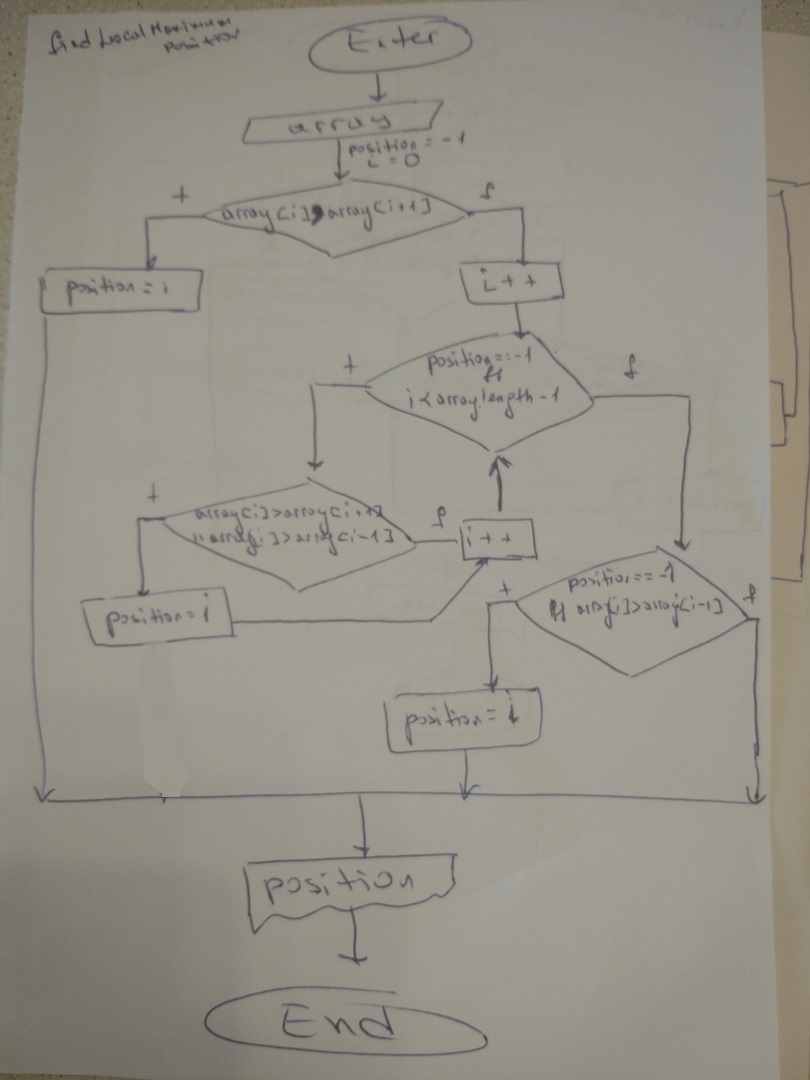 find Local Maximum
position
Enter
array
position = -1
i = 0
t
array[i]>array[i+1]
f
position = i
i++
t
position==-1
&&
i<array.length-1
f
t
array[i]>array[i+1]
array[i]>array[i-1]
f
i++
position=i
t
position==-1
&& array[i]>array[i-1]
f
position=i
position
End